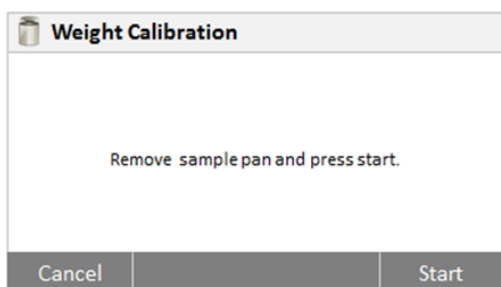 Weight Calibration
Remove sample pan and press start.
Cancel
Start